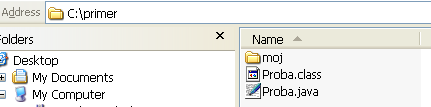 Address C:\primer
Folders
Name
Desktop
My Documents
My Computer
moj
Proba.class
Proba.java